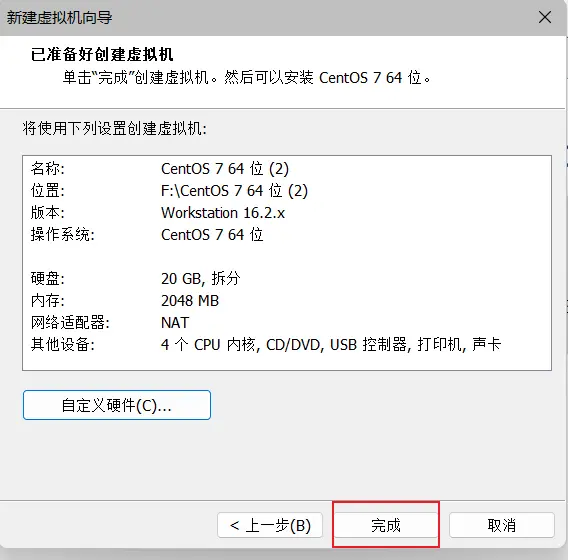 新建虚拟机向导
已准备好创建虚拟机
单击“完成”创建虚拟机。然后可以安装 CentOS 7 64 位。
将使用下列设置创建虚拟机:
名称: CentOS 7 64 位 (2)
位置: F:\CentOS 7 64 位 (2)
版本: Workstation 16.2.x
操作系统: CentOS 7 64 位
硬盘: 20 GB, 拆分
内存: 2048 MB
网络适配器: NAT
其他设备: 4 个 CPU 内核, CD/DVD, USB 控制器, 打印机, 声卡
自定义硬件(C)...
< 上一步(B) 完成 取消